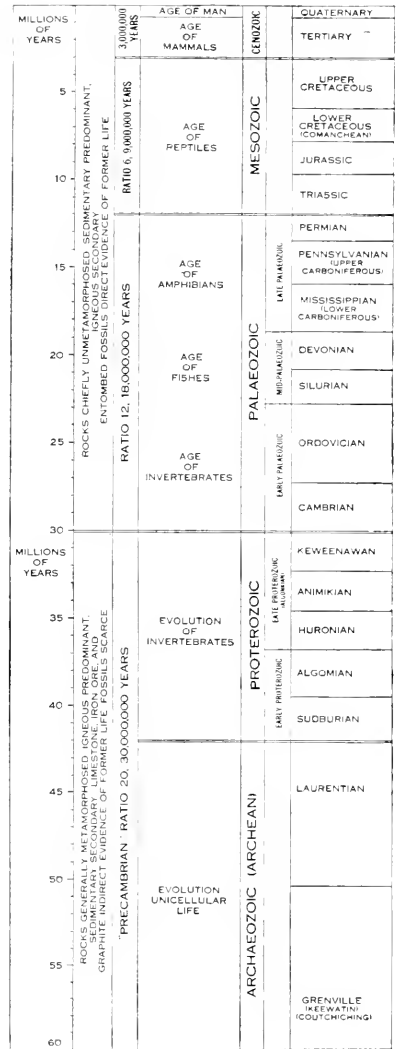 MILLIONS
OF
YEARS
5
10
15
20
25
30
MILLIONS
OF
YEARS
35
40
45
50
55
60
ROCKS CHIEFLY UNMETAMORPHOSED SEDIMENTARY PREDOMINANT,
IGNEOUS SECONDARY
ENTOMBED FOSSILS DIRECT EVIDENCE OF FORMER LIFE
ROCKS GENERALLY METAMORPHOSED IGNEOUS PREDOMINANT,
SEDIMENTARY SECONDARY LIMESTONE, IRON ORE, AND
GRAPHITE INDIRECT EVIDENCE OF FORMER LIFE FOSSILS SCARCE
3,000,000
YEARS
RATIO 6, 9,000,000 YEARS
RATIO 12, 18,000,000 YEARS
"PRECAMBRIAN" RATIO 20, 30,000,000 YEARS
AGE OF MAN
AGE
OF
MAMMALS
AGE
OF
REPTILES
AGE
OF
AMPHIBIANS
AGE
OF
FISHES
AGE
OF
INVERTEBRATES
EVOLUTION
OF
INVERTEBRATES
EVOLUTION
UNICELLULAR
LIFE
CENOZOIC
MESOZOIC
PALAEOZOIC
PROTEROZOIC
ARCHAEOZOIC (ARCHEAN)
LATE PALAEOZOIC
MID-PALAEOZOIC
EARLY PALAEOZOIC
LATE PROTEROZOIC
(ALGONKIAN)
EARLY PROTEROZOIC
QUATERNARY
TERTIARY
UPPER
CRETACEOUS
LOWER
CRETACEOUS
(COMANCHEAN)
JURASSIC
TRIASSIC
PERMIAN
PENNSYLVANIAN
(UPPER
CARBONIFEROUS)
MISSISSIPPIAN
(LOWER
CARBONIFEROUS)
DEVONIAN
SILURIAN
ORDOVICIAN
CAMBRIAN
KEWEENAWAN
ANIMIKIAN
HURONIAN
ALGOMIAN
SUDBURIAN
LAURENTIAN
GRENVILLE
(KEEWATIN)
(COUTCHICHING)